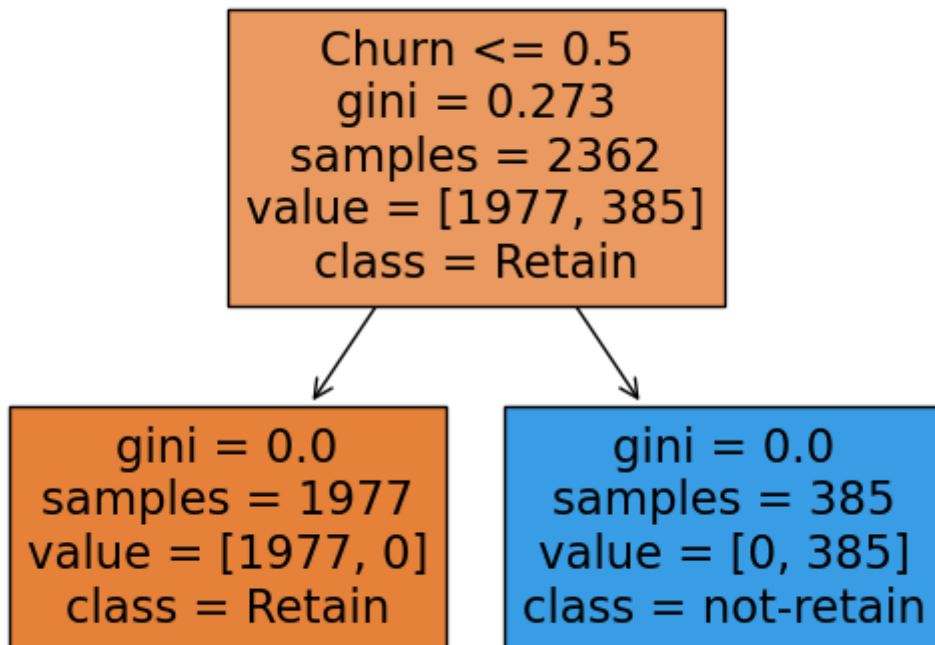 Churn <= 0.5
gini = 0.273
samples = 2362
value = [1977, 385]
class = Retain
gini = 0.0
samples = 1977
value = [1977, 0]
class = Retain
gini = 0.0
samples = 385
value = [0, 385]
class = not-retain